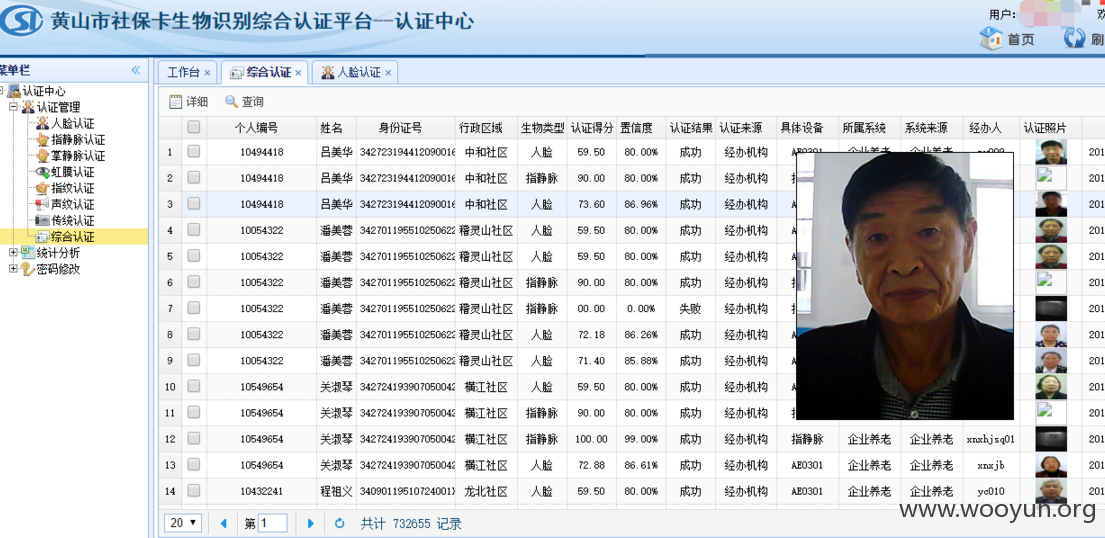 黄山市社保卡生物识别综合认证平台--认证中心
用户:
首页
菜单栏
工作台 综合认证 人脸认证
认证中心
认证管理
人脸认证
指静脉认证
掌静脉认证
虹膜认证
指纹认证
声纹认证
传统认证
综合认证
统计分析
密码修改
详细 查询
个人编号 姓名 身份证号 行政区域 生物类型 认证得分 置信度 认证结果 认证来源 具体设备 所属系统 系统来源 经办人 认证照片
1 10494418 吕美华 34272319441209001 中和社区 人脸 59.50 80.00% 成功 经办机构 201
2 10494418 吕美华 34272319441209001 中和社区 指静脉 90.00 80.00% 成功 经办机构 201
3 10494418 吕美华 34272319441209001 中和社区 人脸 73.60 86.96% 成功 经办机构 201
4 10054322 潘美蓉 342701195510250622 稽灵山社区 人脸 59.50 80.00% 成功 经办机构 201
5 10054322 潘美蓉 342701195510250622 稽灵山社区 人脸 59.50 80.00% 成功 经办机构 201
6 10054322 潘美蓉 342701195510250622 稽灵山社区 指静脉 90.00 80.00% 成功 经办机构 201
7 10054322 潘美蓉 342701195510250622 稽灵山社区 指静脉 00.00 0.00% 失败 经办机构 201
8 10054322 潘美蓉 342701195510250622 稽灵山社区 人脸 72.18 86.26% 成功 经办机构 201
9 10054322 潘美蓉 342701195510250622 稽灵山社区 人脸 71.40 85.88% 成功 经办机构 201
10 10549654 关淑琴 34272419390705004 横江社区 人脸 59.50 80.00% 成功 经办机构 201
11 10549654 关淑琴 34272419390705004 横江社区 指静脉 90.00 80.00% 成功 经办机构 201
12 10549654 关淑琴 34272419390705004 横江社区 指静脉 100.00 99.00% 成功 经办机构 指静脉 企业养老 企业养老 xnxhjsq01 201
13 10549654 关淑琴 34272419390705004 横江社区 人脸 72.88 86.61% 成功 经办机构 AE0301 企业养老 企业养老 xnxjb 201
14 10432241 程祖义 34090119510724001 龙北社区 人脸 59.50 80.00% 成功 经办机构 AE0301 企业养老 企业养老 yc010 201
20 第 1 共计 732655 记录
www.wooyun.org